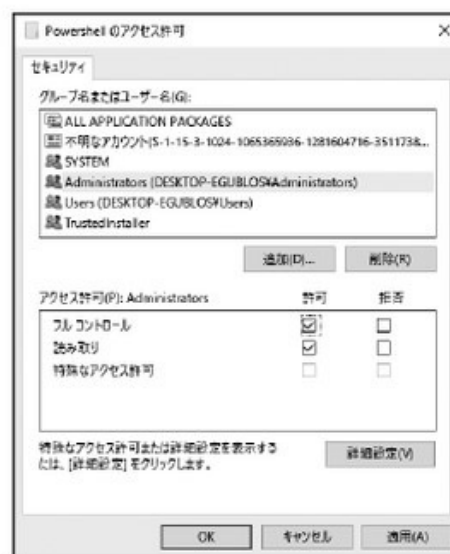 Powershell のアクセス許可
セキュリティ
グループ名またはユーザー名(G):
ALL APPLICATION PACKAGES
不明なアカウント(S-1-15-3-1024-1065365936-1281604716-3511738...
SYSTEM
Administrators (DESKTOP-EGUBLOS¥Administrators)
Users (DESKTOP-EGUBLOS¥Users)
TrustedInstaller
追加(D)... 削除(R)
アクセス許可(P): Administrators 許可 拒否
フル コントロール
読み取り
特殊なアクセス許可
特殊なアクセス許可または詳細設定を表示する
には、[詳細設定] をクリックします。 詳細設定(V)
OK キャンセル 適用(A)